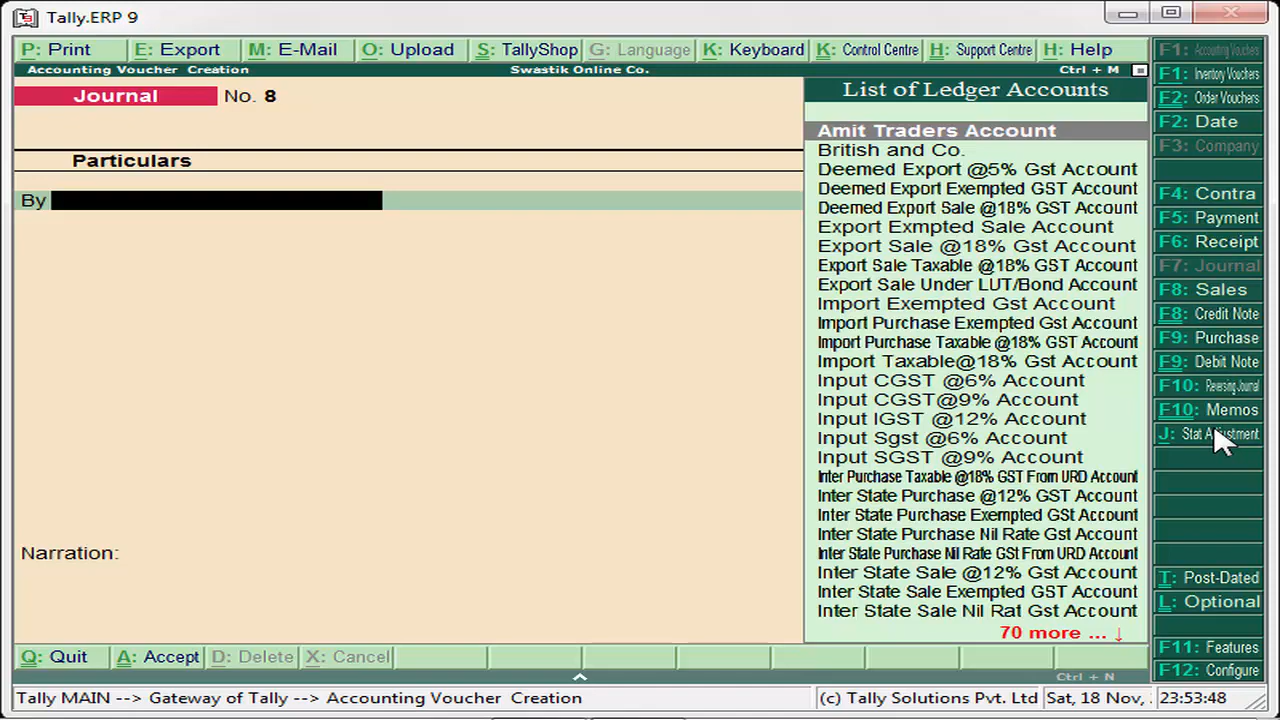 Tally.ERP 9
P: Print E: Export M: E-Mail O: Upload S: TallyShop G: Language K: Keyboard K: Control Centre H: Support Centre H: Help
Accounting Voucher Creation Swastik Online Co. Ctrl + M
Journal No. 8
Particulars
By
Narration:
List of Ledger Accounts
Amit Traders Account
British and Co.
Deemed Export @5% Gst Account
Deemed Export Exempted GST Account
Deemed Export Sale @18% GST Account
Export Exmpted Sale Account
Export Sale @18% Gst Account
Export Sale Taxable @18% GST Account
Export Sale Under LUT/Bond Account
Import Exempted Gst Account
Import Purchase Exempted Gst Account
Import Purchase Taxable @18% GST Account
Import Taxable@18% Gst Account
Input CGST @6% Account
Input CGST@9% Account
Input IGST @12% Account
Input Sgst @6% Account
Input SGST @9% Account
Inter Purchase Taxable @18% GST From URD Account
Inter State Purchase @12% GST Account
Inter State Purchase Exempted GSt Account
Inter State Purchase Nil Rate GST Account
Inter State Purchase Nil Rate GSt From URD Account
Inter State Sale @12% Gst Account
Inter State Sale Exempted GST Account
Inter State Sale Nil Rat Gst Account
70 more ... ↓
F1: Accounting Vouchers
F1: Inventory Vouchers
F2: Order Vouchers
F2: Date
F3: Company
F4: Contra
F5: Payment
F6: Receipt
F7: Journal
F8: Sales
F8: Credit Note
F9: Purchase
F9: Debit Note
F10: Reversing Journal
F10: Memos
J: Stat Adjustment
T: Post-Dated
L: Optional
F11: Features
F12: Configure
Q: Quit A: Accept D: Delete X: Cancel
Ctrl + N
Tally MAIN --> Gateway of Tally --> Accounting Voucher Creation (c) Tally Solutions Pvt. Ltd Sat, 18 Nov, 23:53:48